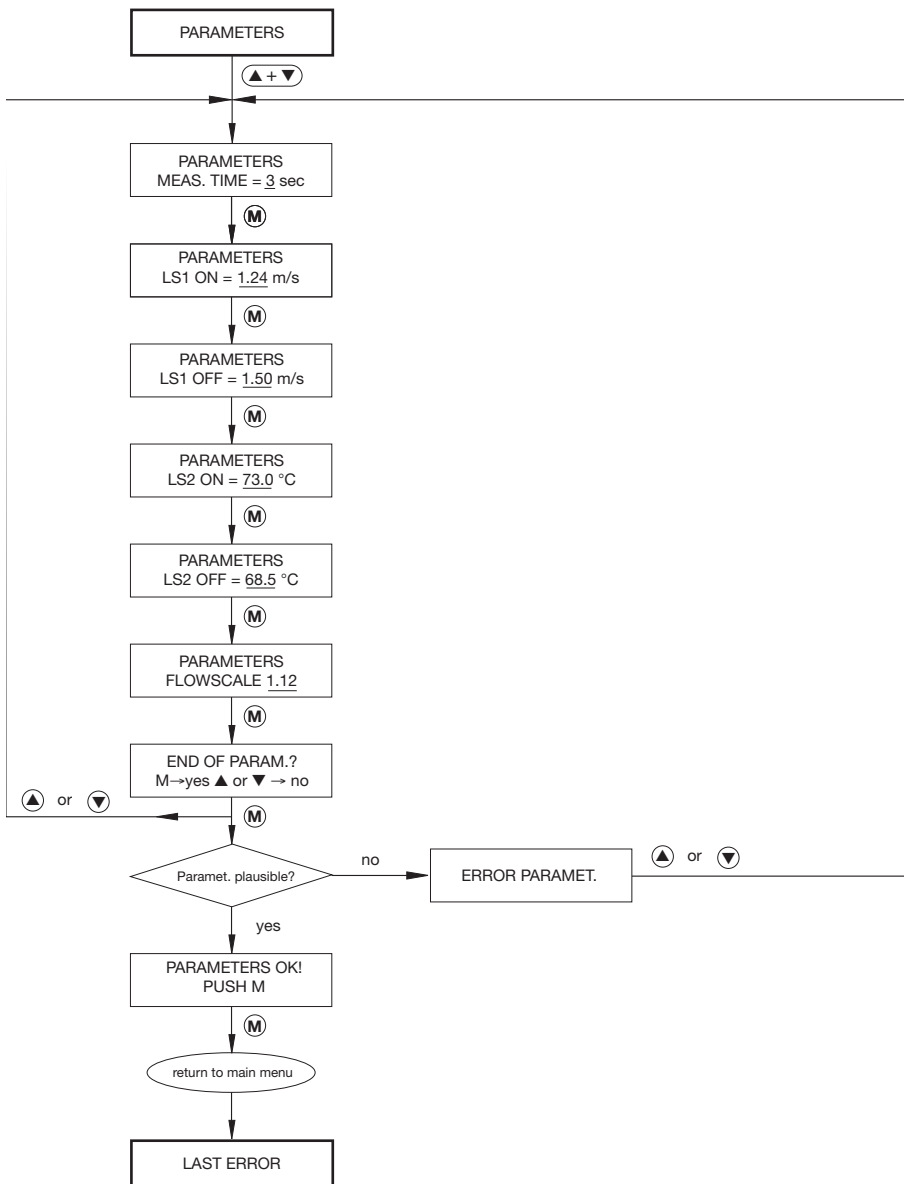 PARAMETERS
▲ + ▼
PARAMETERS
MEAS. TIME = 3 sec
M
PARAMETERS
LS1 ON = 1.24 m/s
M
PARAMETERS
LS1 OFF = 1.50 m/s
M
PARAMETERS
LS2 ON = 73.0 °C
M
PARAMETERS
LS2 OFF = 68.5 °C
M
PARAMETERS
FLOWSCALE 1.12
M
END OF PARAM.?
M→yes ▲ or ▼ → no
▲ or ▼
M
Paramet. plausible?
no
ERROR PARAMET.
▲ or ▼
yes
PARAMETERS OK!
PUSH M
M
return to main menu
LAST ERROR